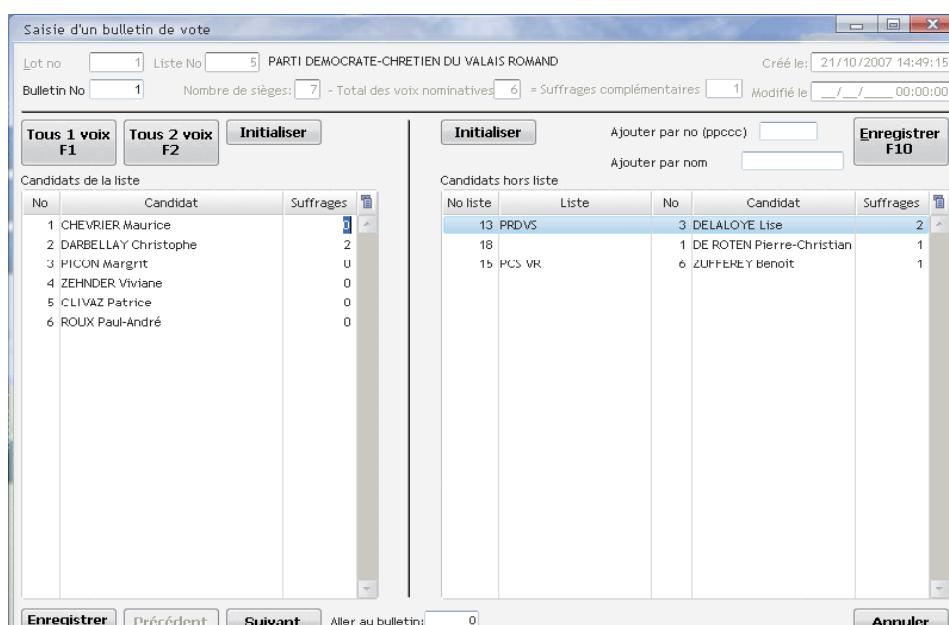 Saisie d'un bulletin de vote
Lot no 1 Liste No 5 PARTI DEMOCRATE-CHRETIEN DU VALAIS ROMAND Créé le: 21/10/2007 14:49:15
Bulletin No 1 Nombre de sièges: 7 - Total des voix nominatives 6 = Suffrages complémentaires 1 Modifié le __/__/____ 00:00:00
Tous 1 voix F1 Tous 2 voix F2 Initialiser Initialiser Ajouter par no (ppccc) Enregistrer F10
Ajouter par nom
Candidats de la liste Candidats hors liste
No Candidat Suffrages No liste Liste No Candidat Suffrages
1 CHEVRIER Maurice 0 13 PRDVS 3 DELALOYE Lise 2
2 DARBELLAY Christophe 2 18 1 DE ROTEN Pierre-Christian 1
3 PICON Margrit 0 15 PCS VR 6 ZUFFEREY Benoît 1
4 ZEHNDER Viviane 0
5 CLIVAZ Patrice 0
6 ROUX Paul-André 0
Enregistrer Précédent Suivant Aller au bulletin: 0 Annuler